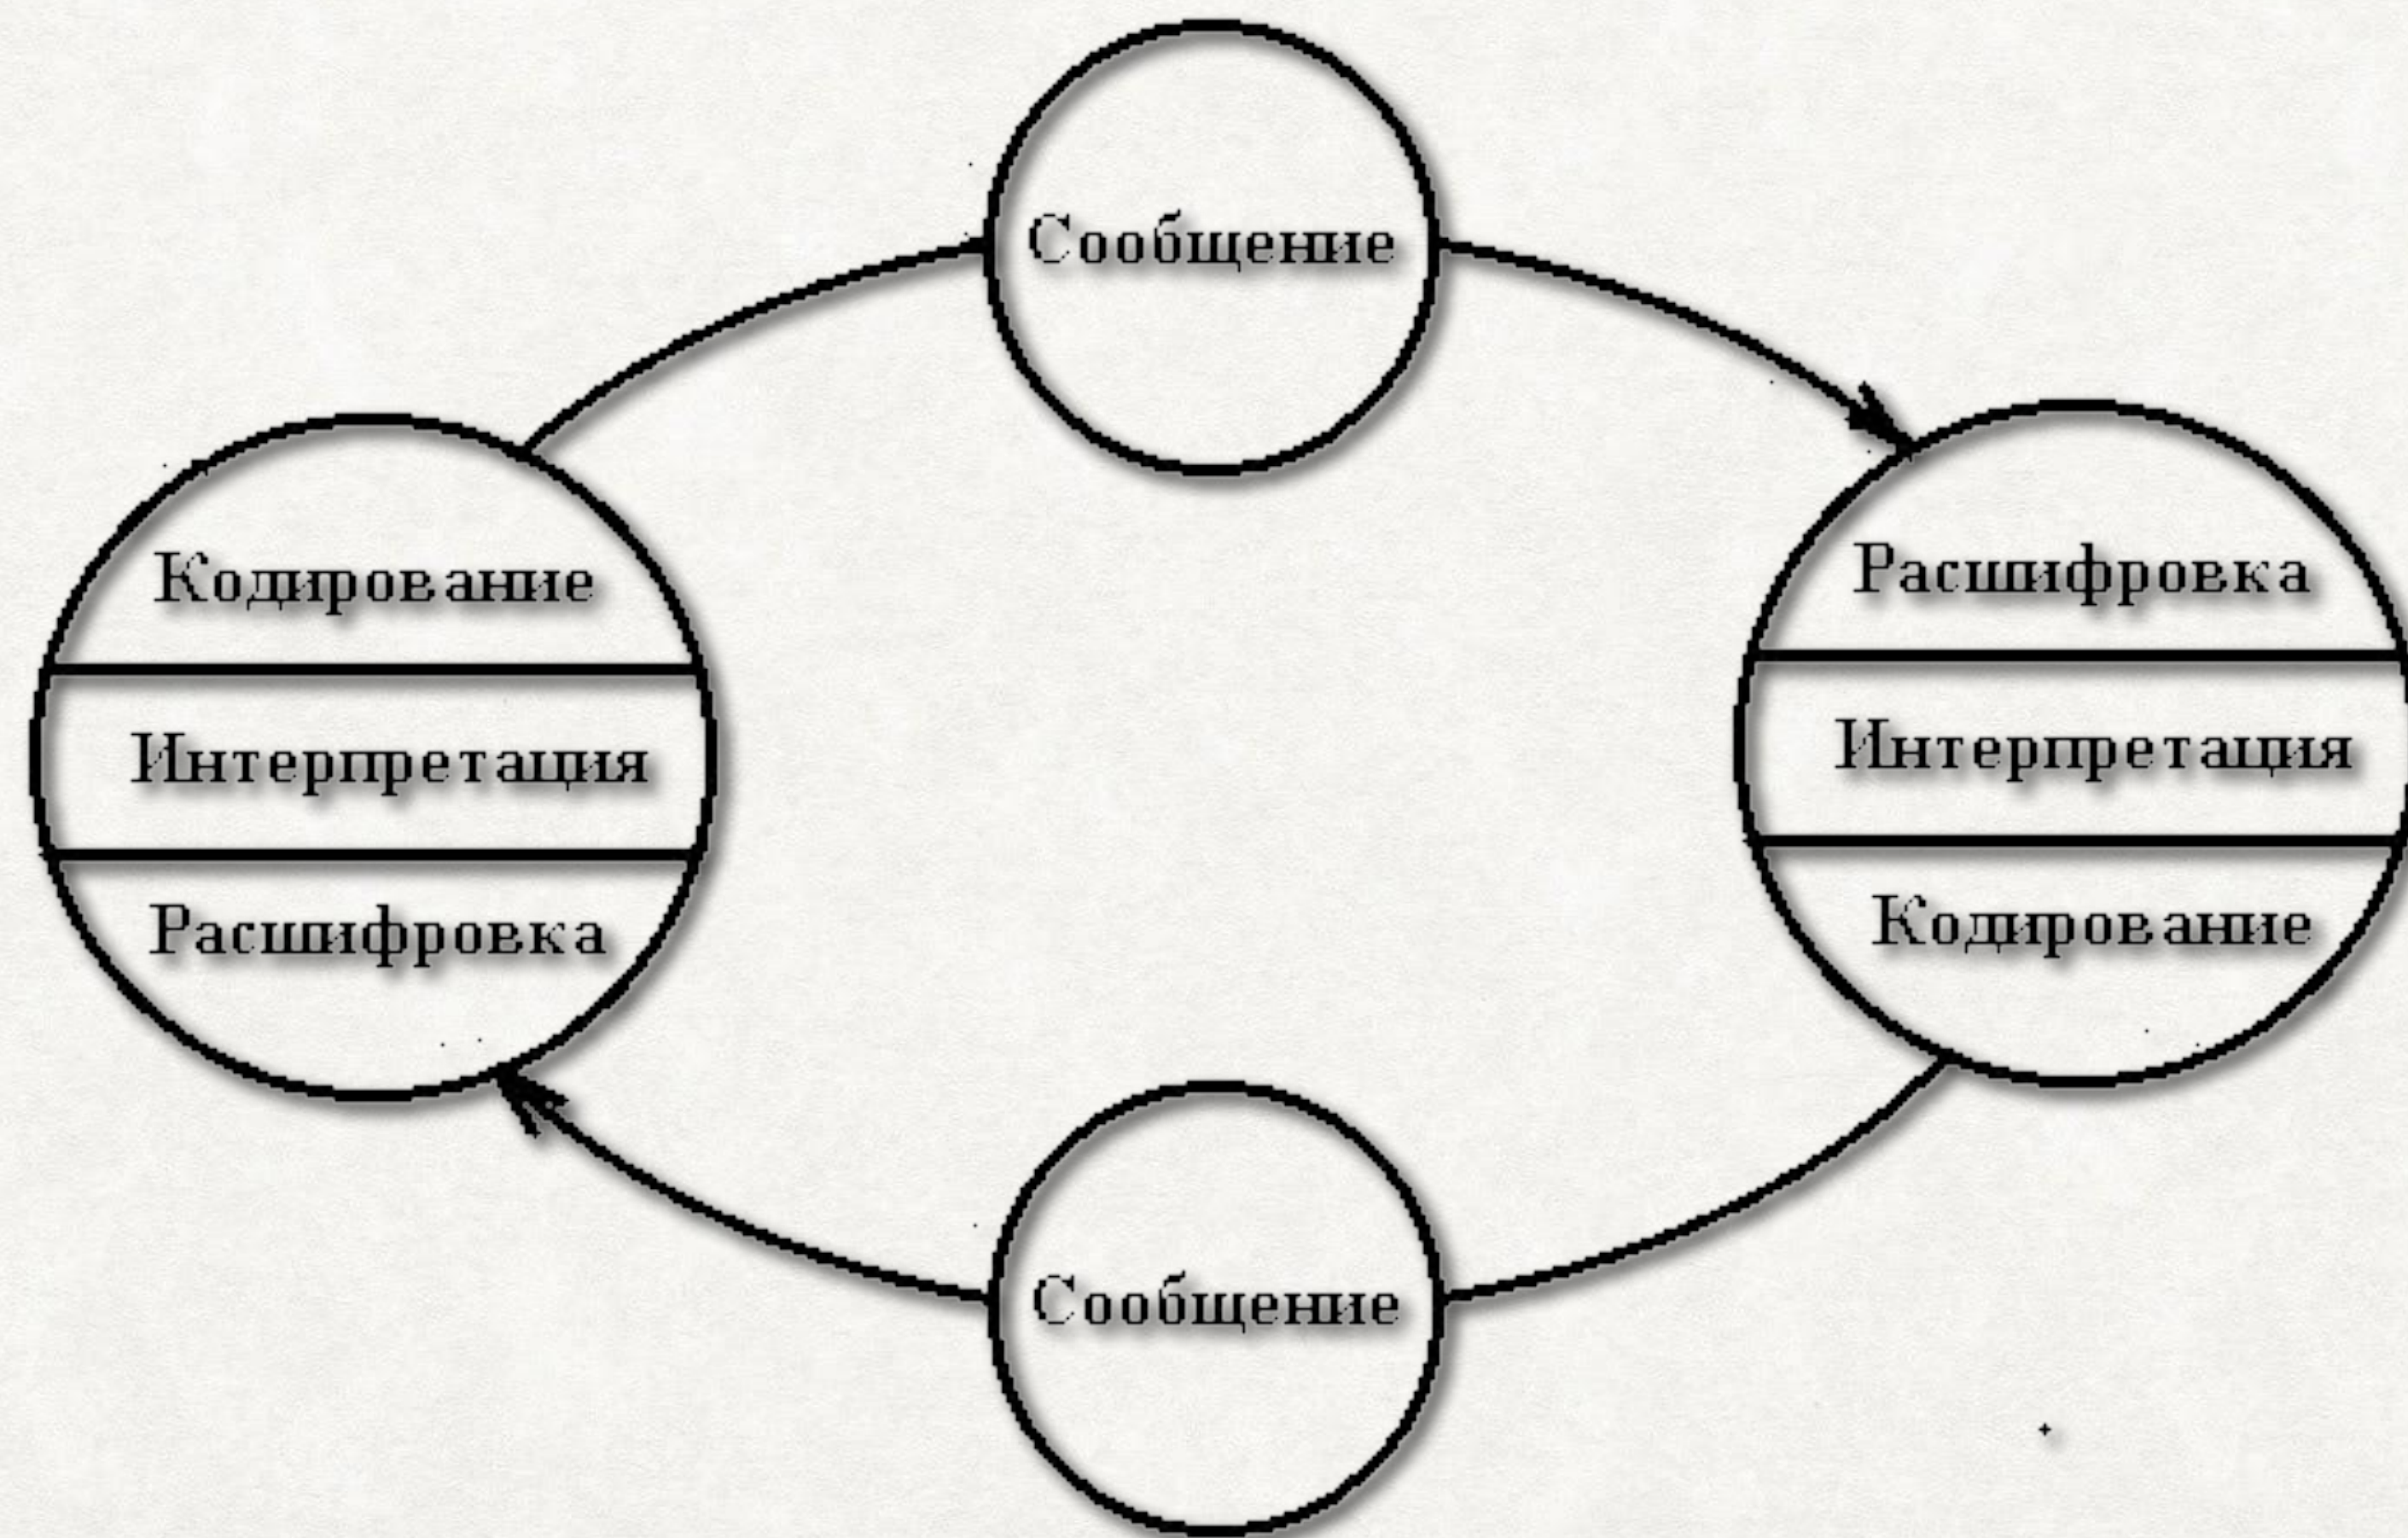 Сообщение
Кодирование
Интерпретация
Расшифровка
Расшифровка
Интерпретация
Кодирование
Сообщение